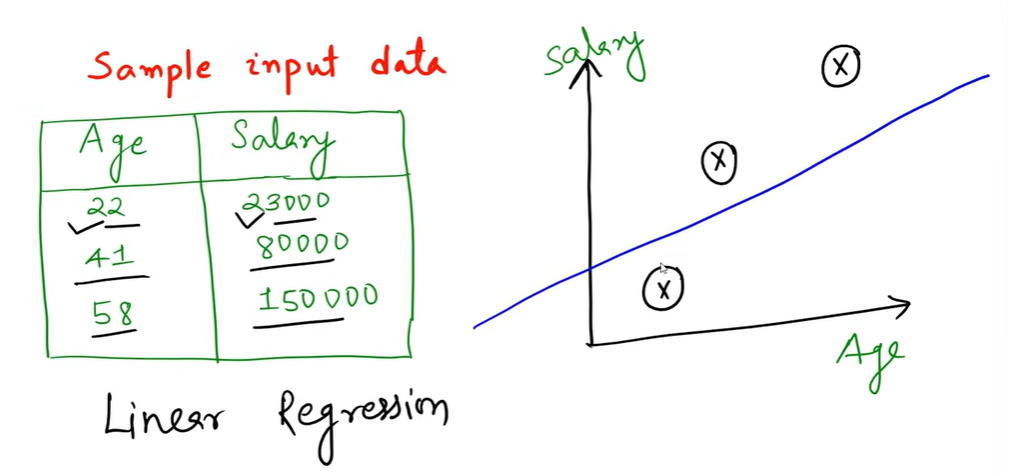 Sample input data
Age Salary
22 23000
41 80000
58 150000
Linear Regression
Salary
X
X
X
Age